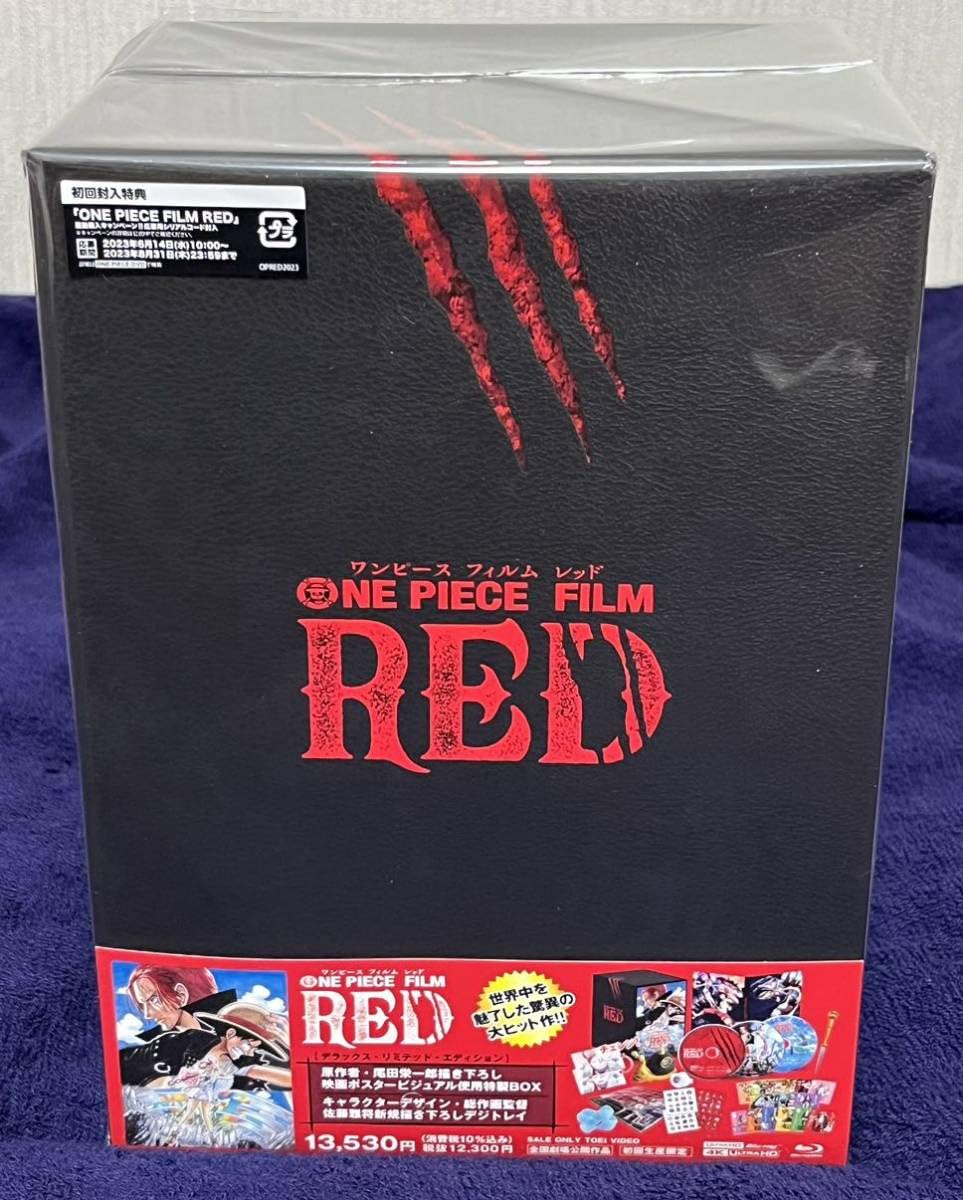 初回封入特典
『ONE PIECE FILM RED』
応募期間
2023年6月14日(水)10:00〜
2023年8月31日(木)23:59まで
プラ
OPRED2023
ワンピース フィルム レッド
ONE PIECE FILM
RED
ワンピース フィルム レッド
ONE PIECE FILM
RED
[デラックス・リミテッド・エディション]
世界中を
魅了した驚異の
大ヒット作!!
原作者・尾田栄一郎描き下ろし
映画ポスタービジュアル使用特製BOX
キャラクターデザイン・総作画監督
佐藤雅将新規描き下ろしデジトレイ
13,530円 (消費税10%込み)
税抜12,300円
SALE ONLY TOEI VIDEO
全国劇場公開作品 初回生産限定
RED
ULTRA HD Blu-ray
4K ULTRA HD